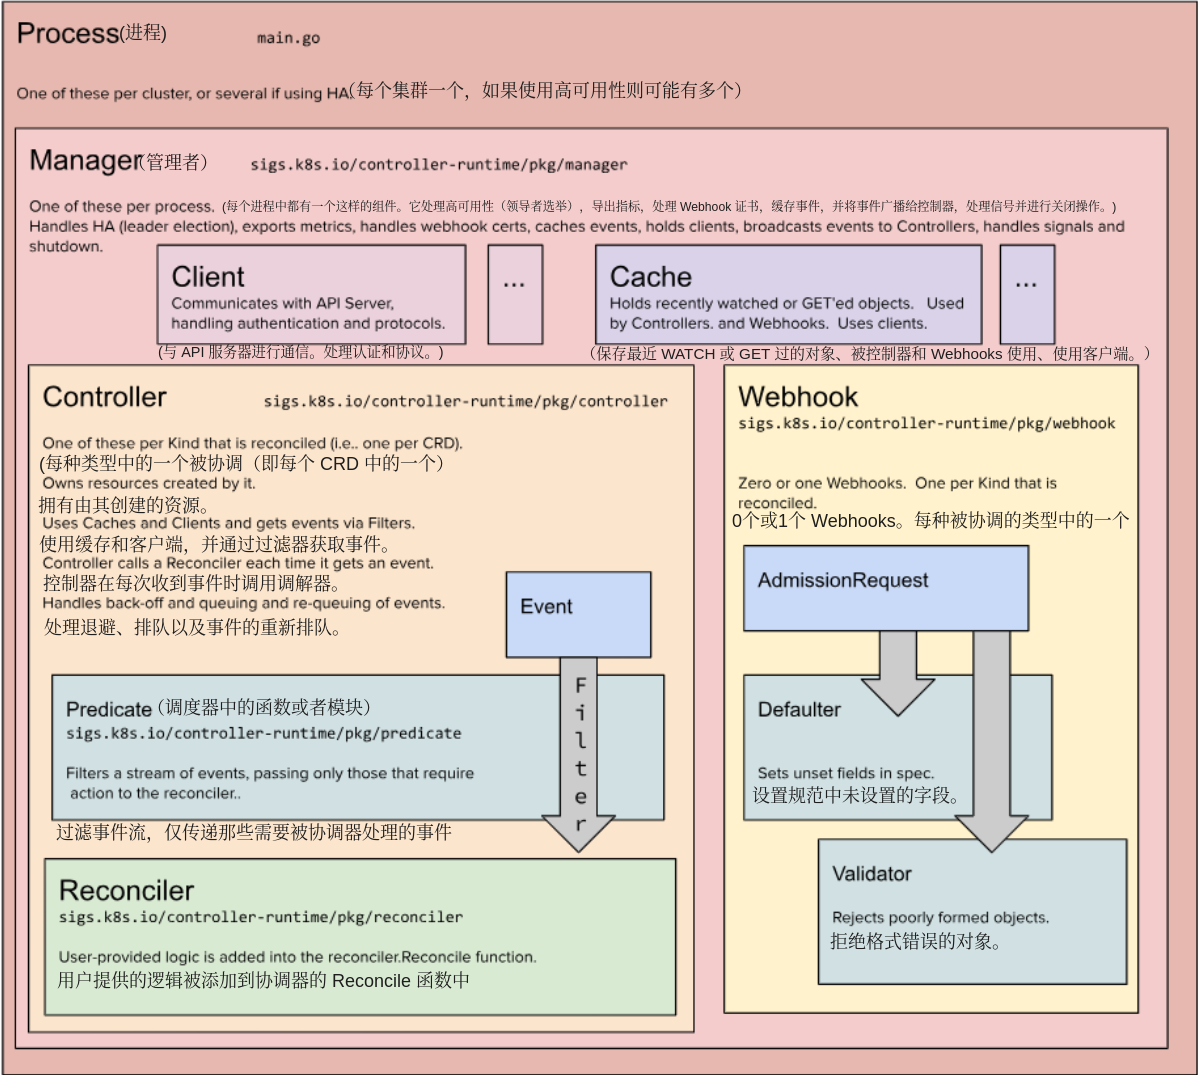 Process(进程) main.go
One of these per cluster, or several if using HA.(每个集群一个，如果使用高可用性则可能有多个）
Manager(管理者） sigs.k8s.io/controller-runtime/pkg/manager
One of these per process. (每个进程中都有一个这样的组件。它处理高可用性（领导者选举），导出指标，处理 Webhook 证书，缓存事件，并将事件广播给控制器，处理信号并进行关闭操作。)
Handles HA (leader election), exports metrics, handles webhook certs, caches events, holds clients, broadcasts events to Controllers, handles signals and
shutdown.
Client
Communicates with API Server,
handling authentication and protocols.
(与 API 服务器进行通信。处理认证和协议。)
...
Cache
Holds recently watched or GET'ed objects. Used
by Controllers. and Webhooks. Uses clients.
（保存最近 WATCH 或 GET 过的对象、被控制器和 Webhooks 使用、使用客户端。）
...
Controller sigs.k8s.io/controller-runtime/pkg/controller
One of these per Kind that is reconciled (i.e.. one per CRD).
(每种类型中的一个被协调（即每个 CRD 中的一个）
Owns resources created by it.
拥有由其创建的资源。
Uses Caches and Clients and gets events via Filters.
使用缓存和客户端，并通过过滤器获取事件。
Controller calls a Reconciler each time it gets an event.
控制器在每次收到事件时调用调解器。
Handles back-off and queuing and re-queuing of events.
处理退避、排队以及事件的重新排队。
Event
Filter
Predicate（调度器中的函数或者模块）
sigs.k8s.io/controller-runtime/pkg/predicate
Filters a stream of events, passing only those that require
action to the reconciler..
过滤事件流，仅传递那些需要被协调器处理的事件
Reconciler
sigs.k8s.io/controller-runtime/pkg/reconciler
User-provided logic is added into the reconciler.Reconcile function.
用户提供的逻辑被添加到协调器的 Reconcile 函数中
Webhook
sigs.k8s.io/controller-runtime/pkg/webhook
Zero or one Webhooks. One per Kind that is
reconciled.
0个或1个 Webhooks。每种被协调的类型中的一个
AdmissionRequest
Defaulter
Sets unset fields in spec.
设置规范中未设置的字段。
Validator
Rejects poorly formed objects.
拒绝格式错误的对象。